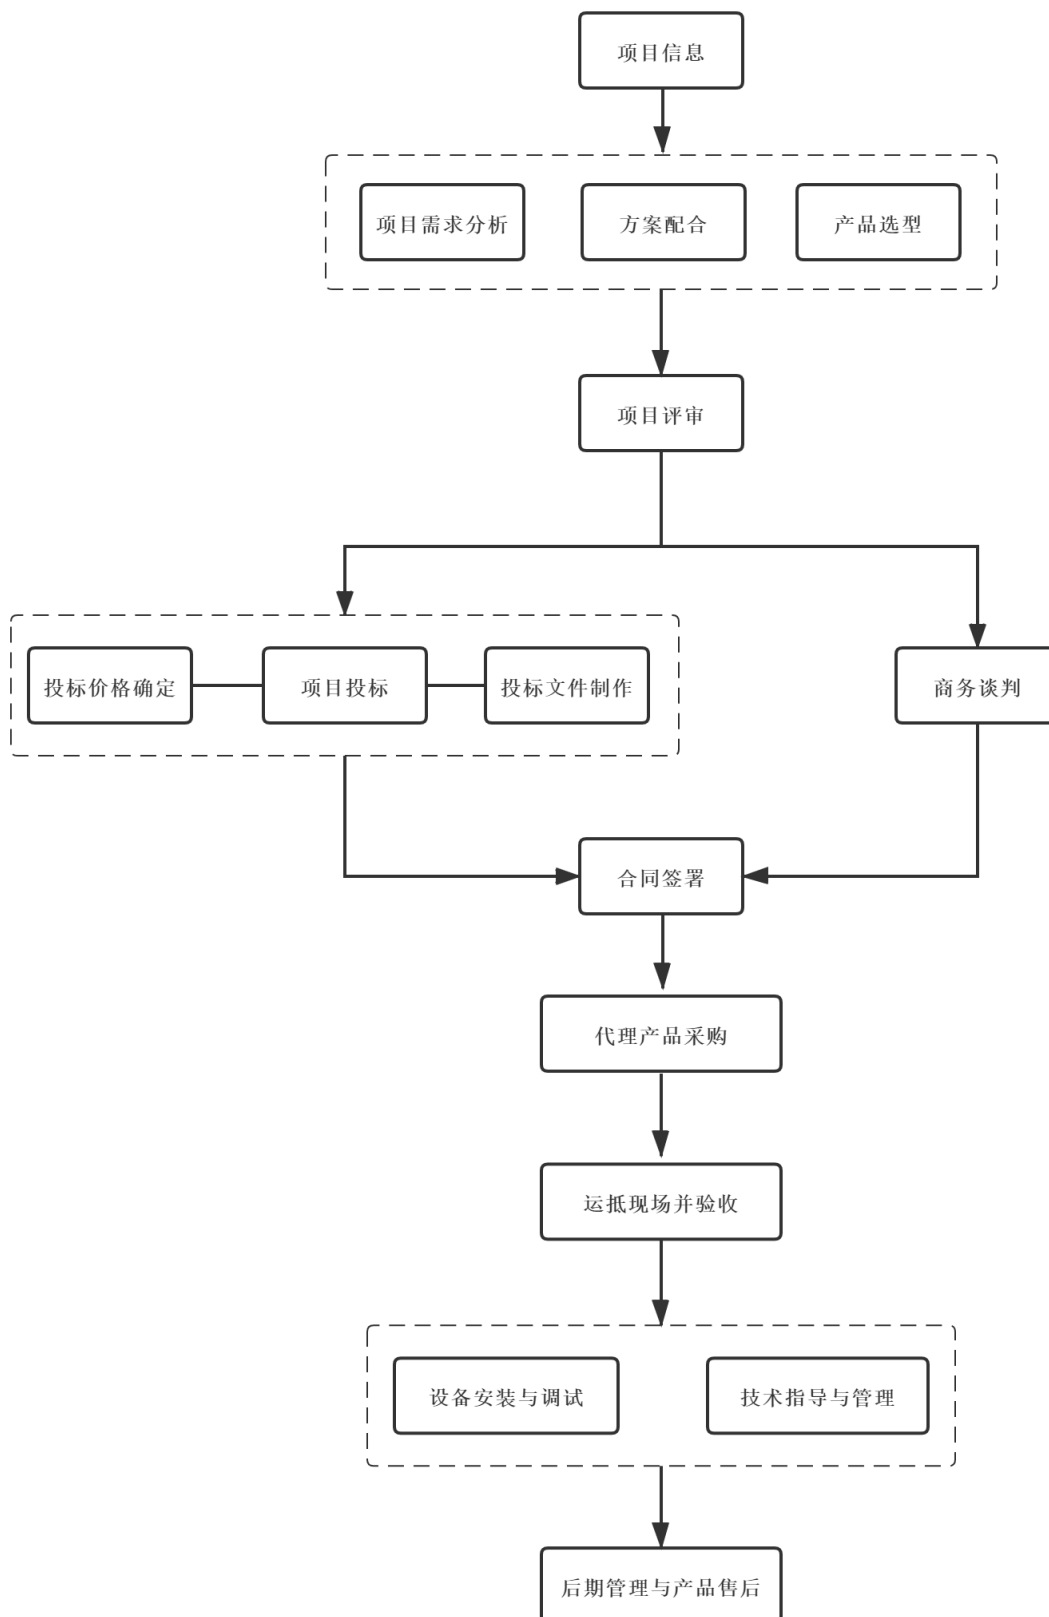 项目信息
项目需求分析
方案配合
产品选型
项目评审
投标价格确定
项目投标
投标文件制作
商务谈判
合同签署
代理产品采购
运抵现场并验收
设备安装与调试
技术指导与管理
后期管理与产品售后